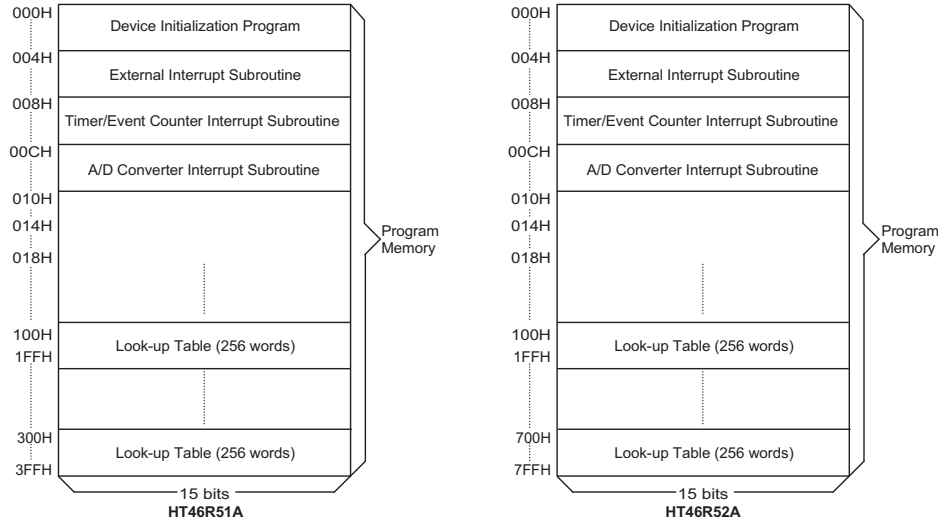 000H
Device Initialization Program
004H
External Interrupt Subroutine
008H
Timer/Event Counter Interrupt Subroutine
00CH
A/D Converter Interrupt Subroutine
010H
014H
018H
Program
Memory
100H
Look-up Table (256 words)
1FFH
300H
Look-up Table (256 words)
3FFH
15 bits
HT46R51A
000H
Device Initialization Program
004H
External Interrupt Subroutine
008H
Timer/Event Counter Interrupt Subroutine
00CH
A/D Converter Interrupt Subroutine
010H
014H
018H
Program
Memory
100H
Look-up Table (256 words)
1FFH
700H
Look-up Table (256 words)
7FFH
15 bits
HT46R52A